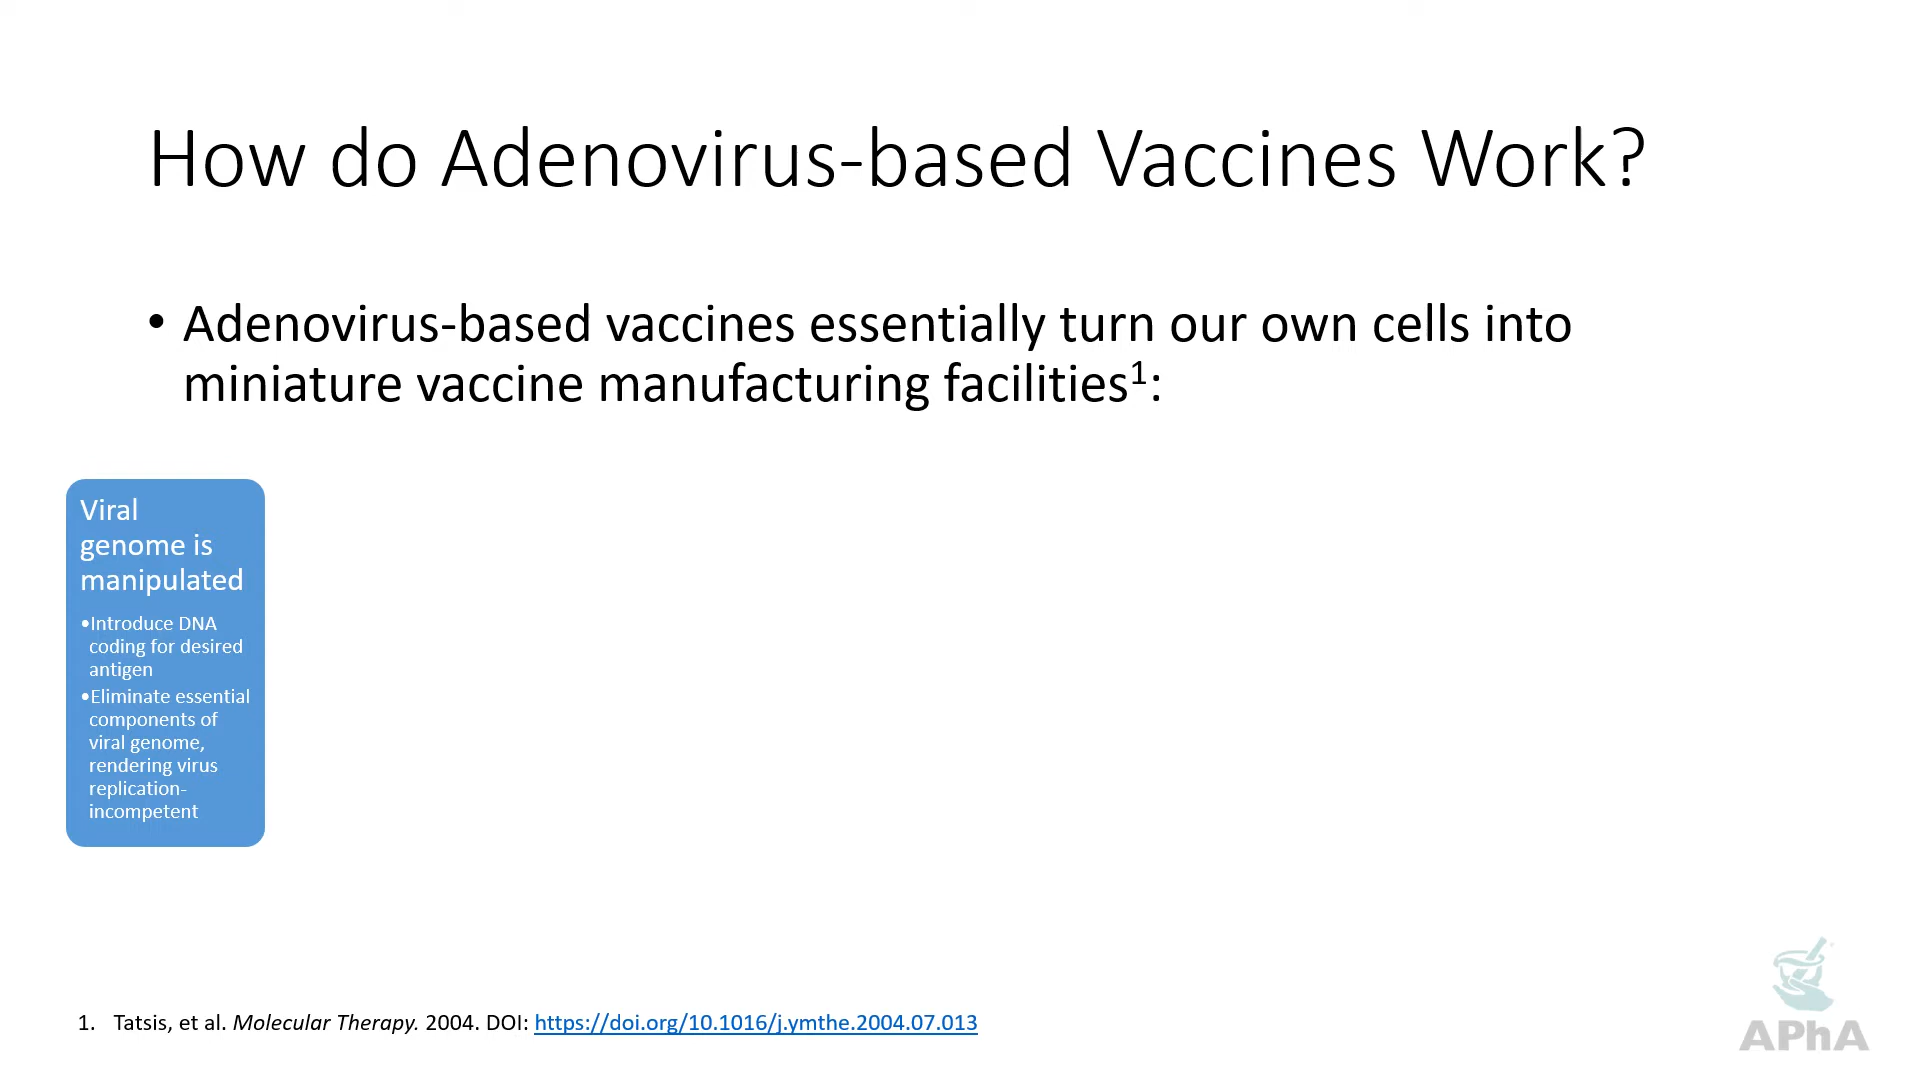 How do Adenovirus-based Vaccines Work?
• Adenovirus-based vaccines essentially turn our own cells into
miniature vaccine manufacturing facilities¹:
Viral
genome is
manipulated
•Introduce DNA
coding for desired
antigen
•Eliminate essential
components of
viral genome,
rendering virus
replication-
incompetent
1. Tatsis, et al. Molecular Therapy. 2004. DOI: https://doi.org/10.1016/j.ymthe.2004.07.013
APhA